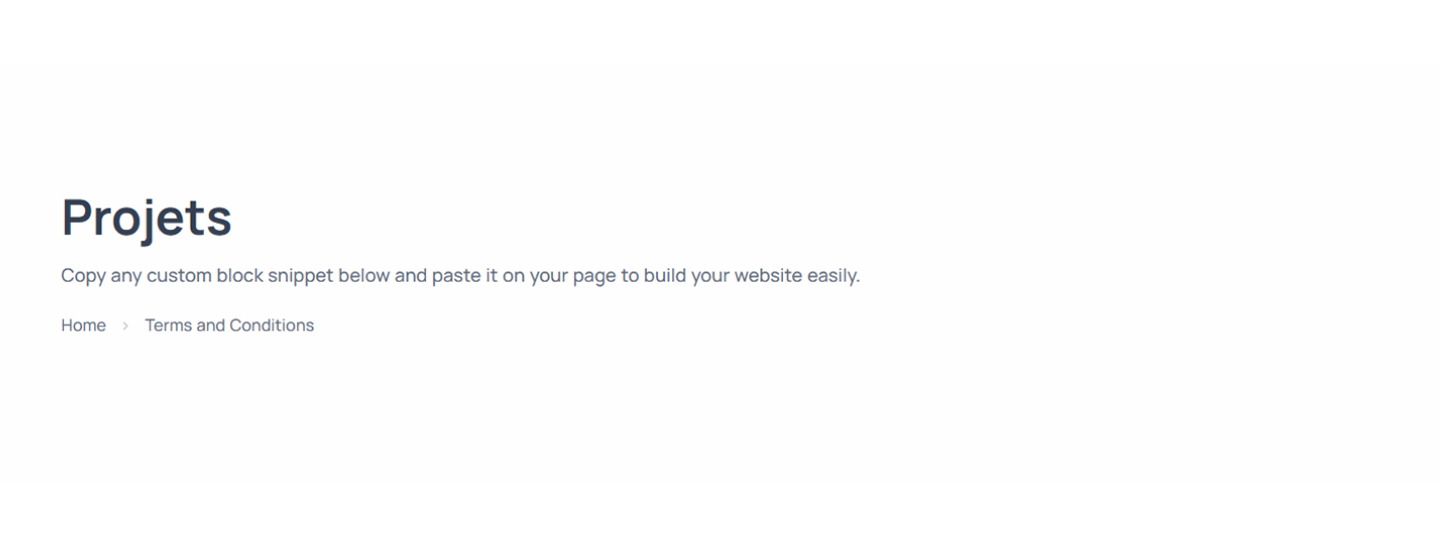 Projets
Copy any custom block snippet below and paste it on your page to build your website easily.
Home > Terms and Conditions